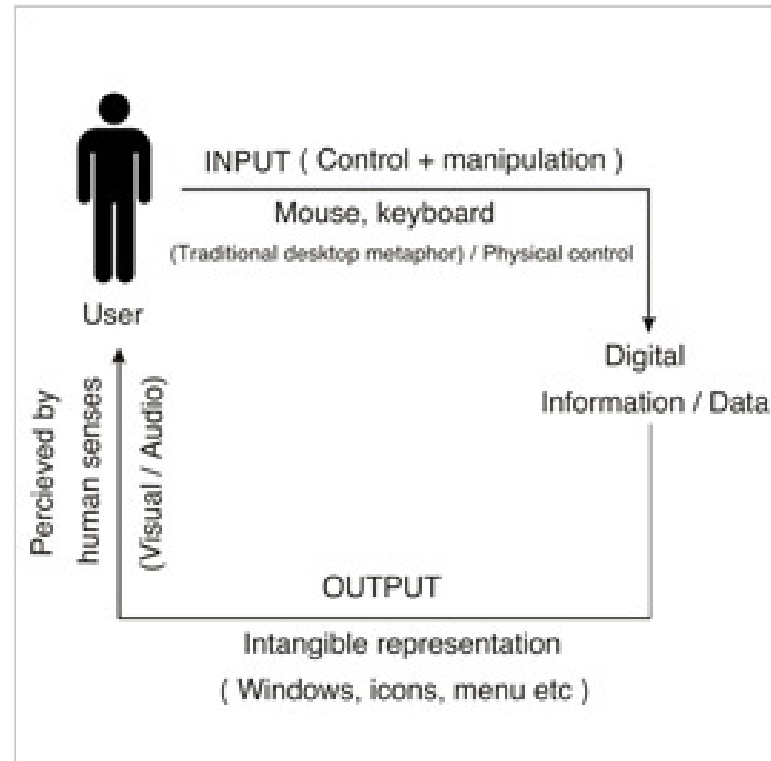 INPUT ( Control + manipulation )
Mouse, keyboard
(Traditional desktop metaphor) / Physical control
User
Digital
Information / Data
Percieved by
human senses
(Visual / Audio)
OUTPUT
Intangible representation
( Windows, icons, menu etc )